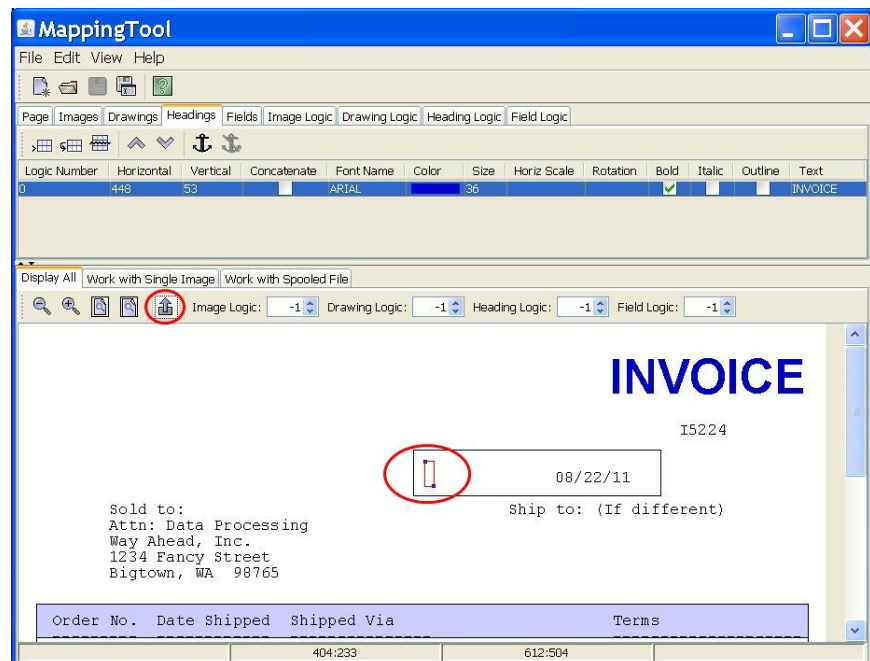 MappingTool
File Edit View Help
Page Images Drawings Headings Fields Image Logic Drawing Logic Heading Logic Field Logic
Logic Number Horizontal Vertical Concatenate Font Name Color Size Horiz Scale Rotation Bold Italic Outline Text
0 448 53 ARIAL 36 INVOICE
Display All Work with Single Image Work with Spooled File
Image Logic: -1 Drawing Logic: -1 Heading Logic: -1 Field Logic: -1
INVOICE
I5224
08/22/11
Sold to: Ship to: (If different)
Attn: Data Processing
Way Ahead, Inc.
1234 Fancy Street
Bigtown, WA 98765
Order No. Date Shipped Shipped Via Terms
404:233 612:504